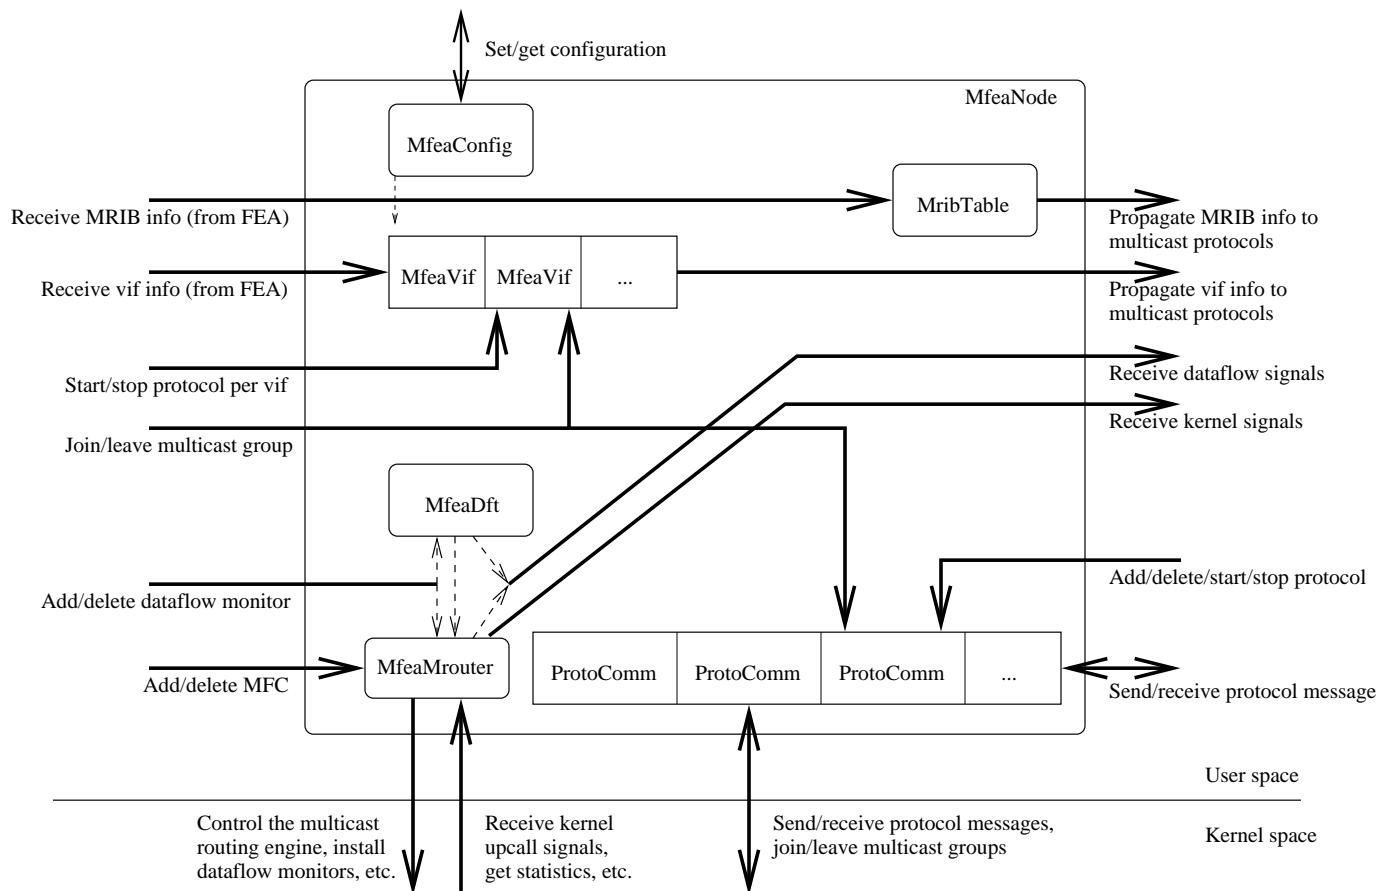 Set/get configuration
MfeaNode
MfeaConfig
MribTable
Receive MRIB info (from FEA)
Propagate MRIB info to
multicast protocols
MfeaVif
MfeaVif
...
Receive vif info (from FEA)
Propagate vif info to
multicast protocols
Start/stop protocol per vif
Receive dataflow signals
Receive kernel signals
Join/leave multicast group
MfeaDft
Add/delete dataflow monitor
Add/delete/start/stop protocol
MfeaMrouter
ProtoComm
ProtoComm
ProtoComm
...
Add/delete MFC
Send/receive protocol message
User space
Control the multicast
routing engine, install
dataflow monitors, etc.
Receive kernel
upcall signals,
get statistics, etc.
Send/receive protocol messages,
join/leave multicast groups
Kernel space